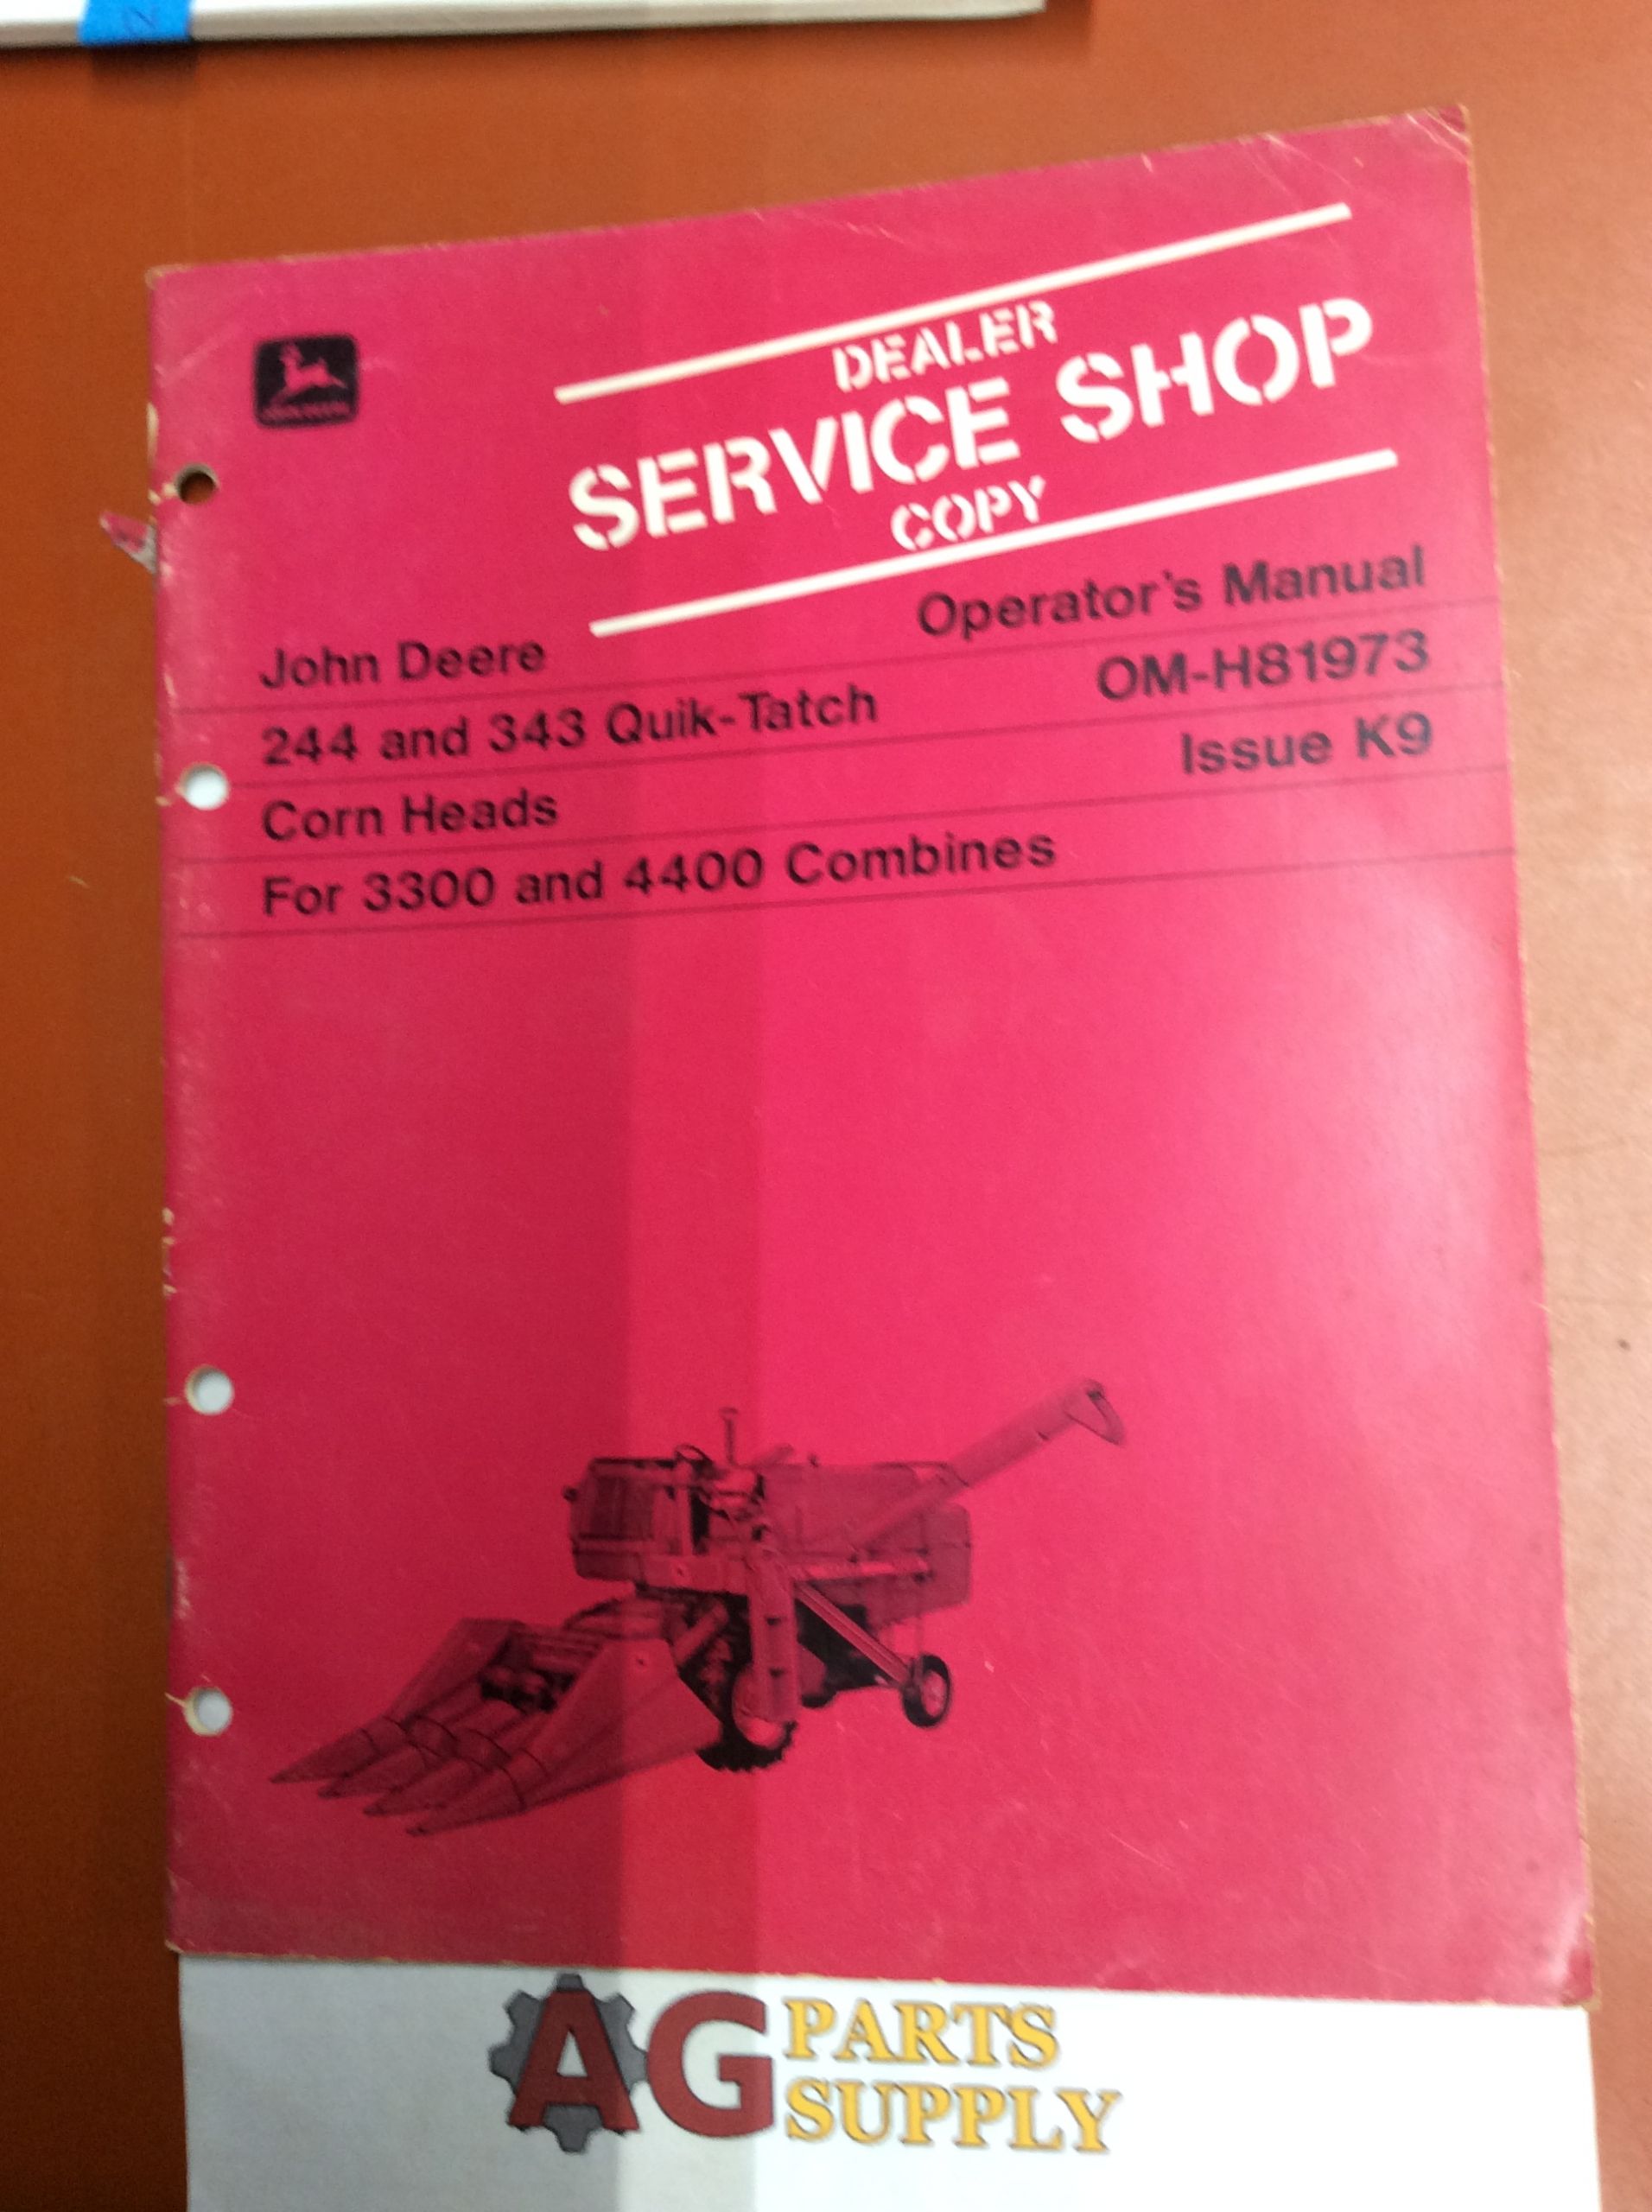 DEALER
SERVICE SHOP
COPY
John Deere
Operator's Manual
244 and 343 Quik-Tatch
OM-H81973
Corn Heads
Issue K9
For 3300 and 4400 Combines
AG PARTS
SUPPLY